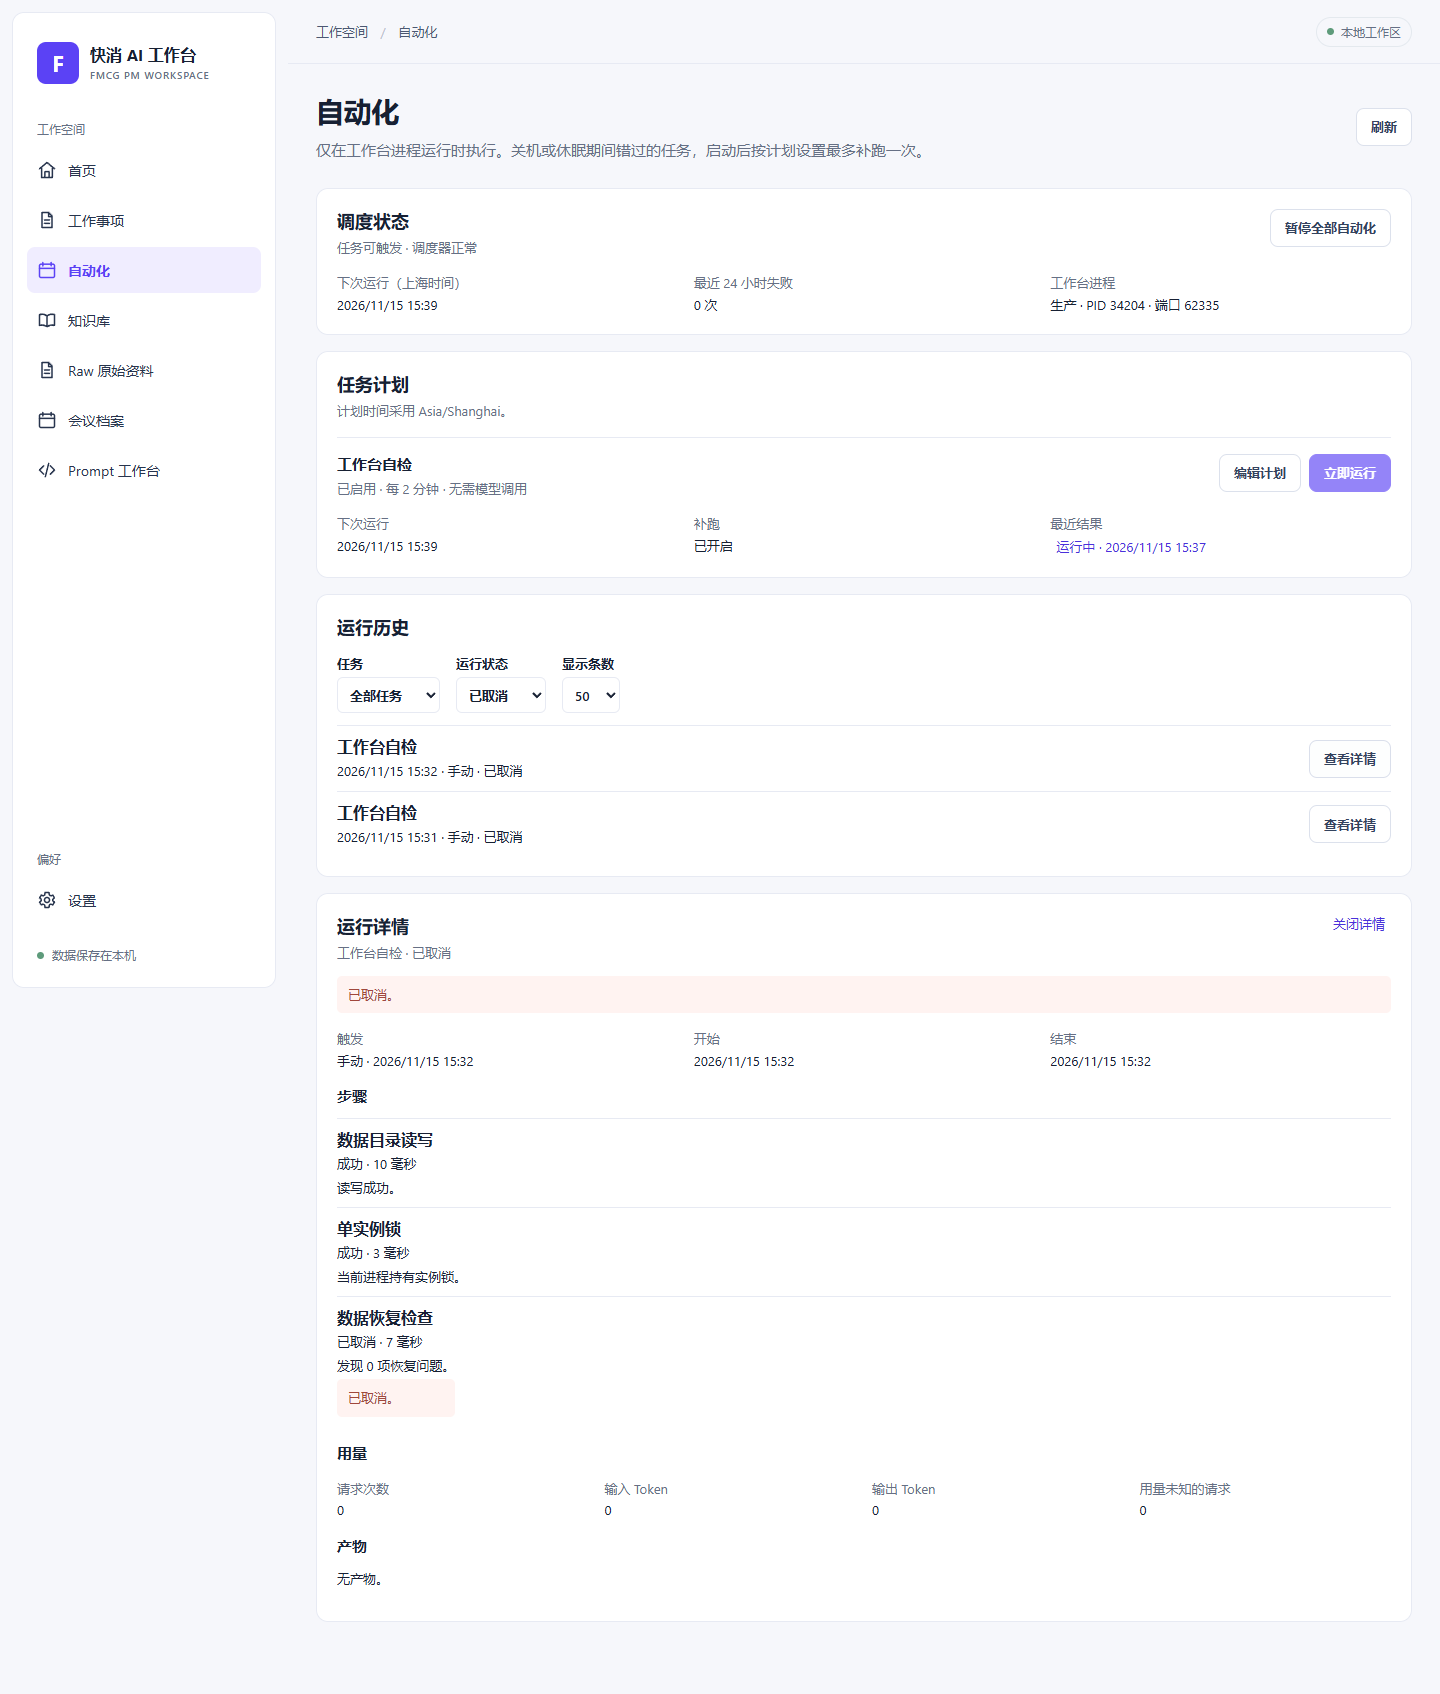 F
快消 AI 工作台
FMCG PM WORKSPACE
工作空间
首页
工作事项
自动化
知识库
Raw 原始资料
会议档案
Prompt 工作台
偏好
设置
数据保存在本机
工作空间 / 自动化
本地工作区
自动化
仅在工作台进程运行时执行。关机或休眠期间错过的任务，启动后按计划设置最多补跑一次。
刷新
调度状态
任务可触发 · 调度器正常
暂停全部自动化
下次运行（上海时间） 最近 24 小时失败 工作台进程
2026/11/15 15:39 0 次 生产 · PID 34204 · 端口 62335
任务计划
计划时间采用 Asia/Shanghai。
工作台自检
已启用 · 每 2 分钟 · 无需模型调用
编辑计划 立即运行
下次运行 补跑 最近结果
2026/11/15 15:39 已开启 运行中 · 2026/11/15 15:37
运行历史
任务 运行状态 显示条数
全部任务 已取消 50
工作台自检
2026/11/15 15:32 · 手动 · 已取消
查看详情
工作台自检
2026/11/15 15:31 · 手动 · 已取消
查看详情
运行详情
工作台自检 · 已取消
关闭详情
已取消。
触发 开始 结束
手动 · 2026/11/15 15:32 2026/11/15 15:32 2026/11/15 15:32
步骤
数据目录读写
成功 · 10 毫秒
读写成功。
单实例锁
成功 · 3 毫秒
当前进程持有实例锁。
数据恢复检查
已取消 · 7 毫秒
发现 0 项恢复问题。
已取消。
用量
请求次数 输入 Token 输出 Token 用量未知的请求
0 0 0 0
产物
无产物。